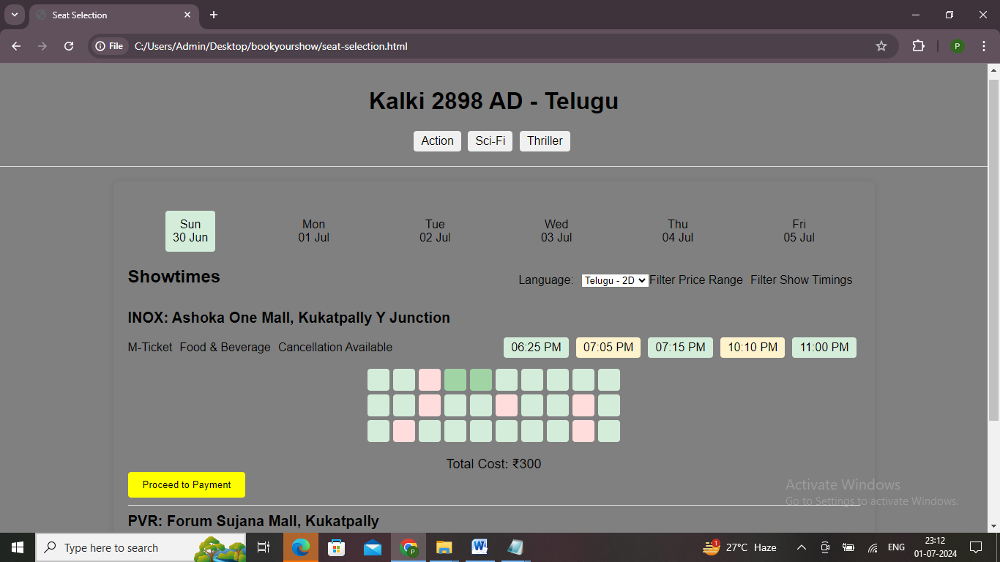 Seat Selection
File C:/Users/Admin/Desktop/bookyourshow/seat-selection.html
P
Kalki 2898 AD - Telugu
Action Sci-Fi Thriller
Sun Mon Tue Wed Thu Fri
30 Jun 01 Jul 02 Jul 03 Jul 04 Jul 05 Jul
Showtimes
Language: Telugu - 2D Filter Price Range Filter Show Timings
INOX: Ashoka One Mall, Kukatpally Y Junction
M-Ticket Food & Beverage Cancellation Available 06:25 PM 07:05 PM 07:15 PM 10:10 PM 11:00 PM
Total Cost: ₹300
Proceed to Payment
Activate Windows
Go to Settings to activate Windows.
PVR: Forum Sujana Mall, Kukatpally
Type here to search
P
W
1
27°C Haze
ENG
23:12
01-07-2024